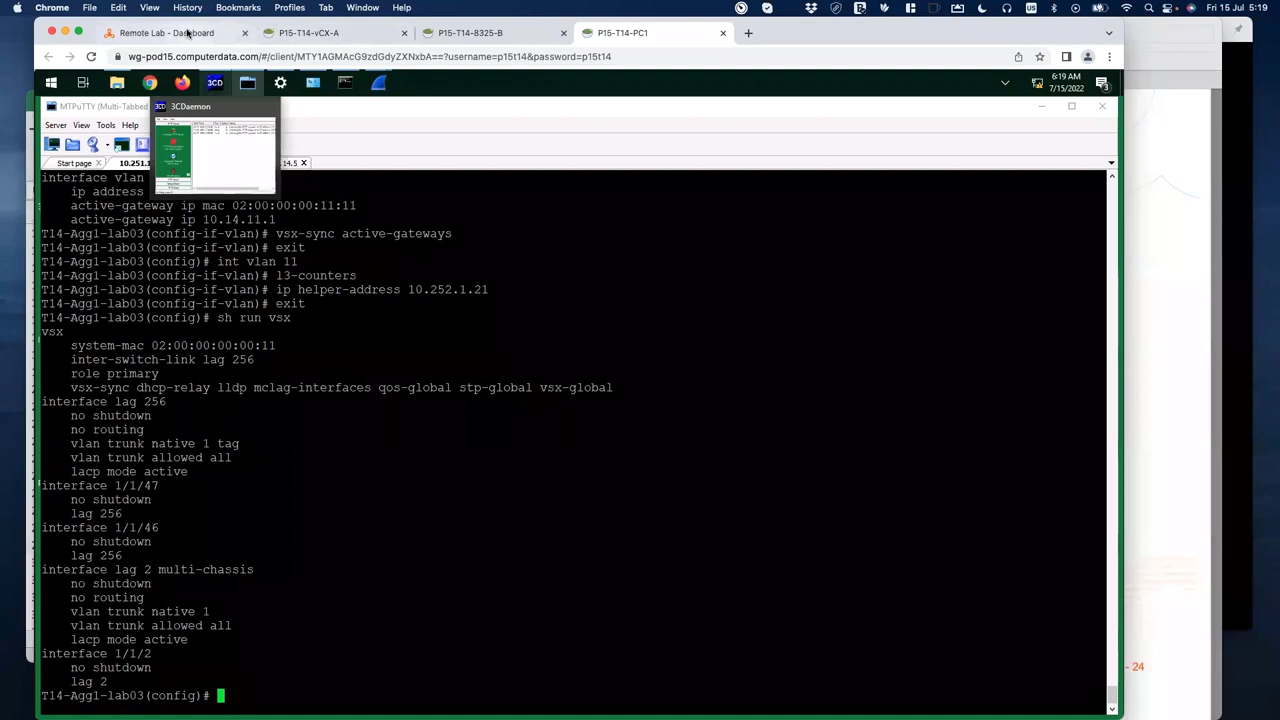 Chrome File Edit View History Bookmarks Profiles Tab Window Help Fri 15 Jul 5:19
Remote Lab - Dashboard P15-T14-vCX-A P15-T14-8325-B P15-T14-PC1
wg-pod15.computerdata.com/#/client/MTY1AGMAcG9zdGdyZXNxbA==?username=p15t14&password=p15t14
6:19 AM
7/15/2022
MTPuTTY (Multi-Tabbed
3CDaemon
Server View Tools Help
Start page 10.251.1 14.5
interface vlan
ip address
active-gateway ip mac 02:00:00:00:11:11
active-gateway ip 10.14.11.1
T14-Agg1-lab03(config-if-vlan)# vsx-sync active-gateways
T14-Agg1-lab03(config-if-vlan)# exit
T14-Agg1-lab03(config)# int vlan 11
T14-Agg1-lab03(config-if-vlan)# l3-counters
T14-Agg1-lab03(config-if-vlan)# ip helper-address 10.252.1.21
T14-Agg1-lab03(config-if-vlan)# exit
T14-Agg1-lab03(config)# sh run vsx
vsx
system-mac 02:00:00:00:00:11
inter-switch-link lag 256
role primary
vsx-sync dhcp-relay lldp mclag-interfaces qos-global stp-global vsx-global
interface lag 256
no shutdown
no routing
vlan trunk native 1 tag
vlan trunk allowed all
lacp mode active
interface 1/1/47
no shutdown
lag 256
interface 1/1/46
no shutdown
lag 256
interface lag 2 multi-chassis
no shutdown
no routing
vlan trunk native 1
vlan trunk allowed all
lacp mode active
interface 1/1/2
no shutdown
lag 2
T14-Agg1-lab03(config)#
- 24